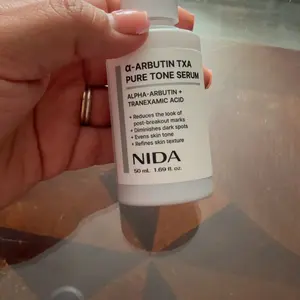 α-ARBUTIN TXA
PURE TONE SERUM
ALPHA-ARBUTIN +
TRANEXAMIC ACID
• Reduces the look of
post-breakout marks
• Diminishes dark spots
• Evens skin tone
• Refines skin texture
NIDA
50 mL 1.69 fl. oz.